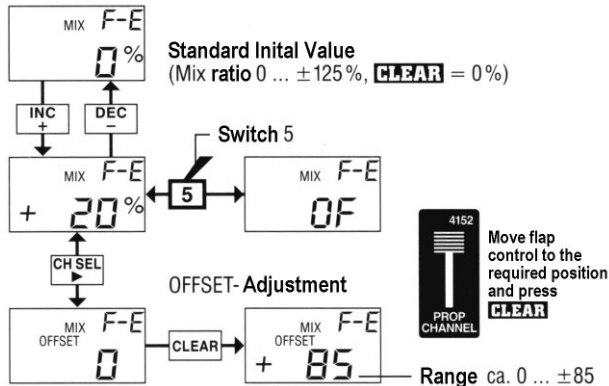 MIX F-E
0%
Standard Inital Value
(Mix ratio 0 ... ±125%, CLEAR = 0%)
INC
+
DEC
−
Switch 5
MIX F-E
+ 20%
5
MIX F-E
OF
CH SEL
▶
OFFSET-Adjustment
4152
PROP
CHANNEL
Move flap
control to the
required position
and press
CLEAR
MIX F-E
OFFSET
0
CLEAR
MIX F-E
OFFSET
+ 85
Range ca. 0 ... ±85